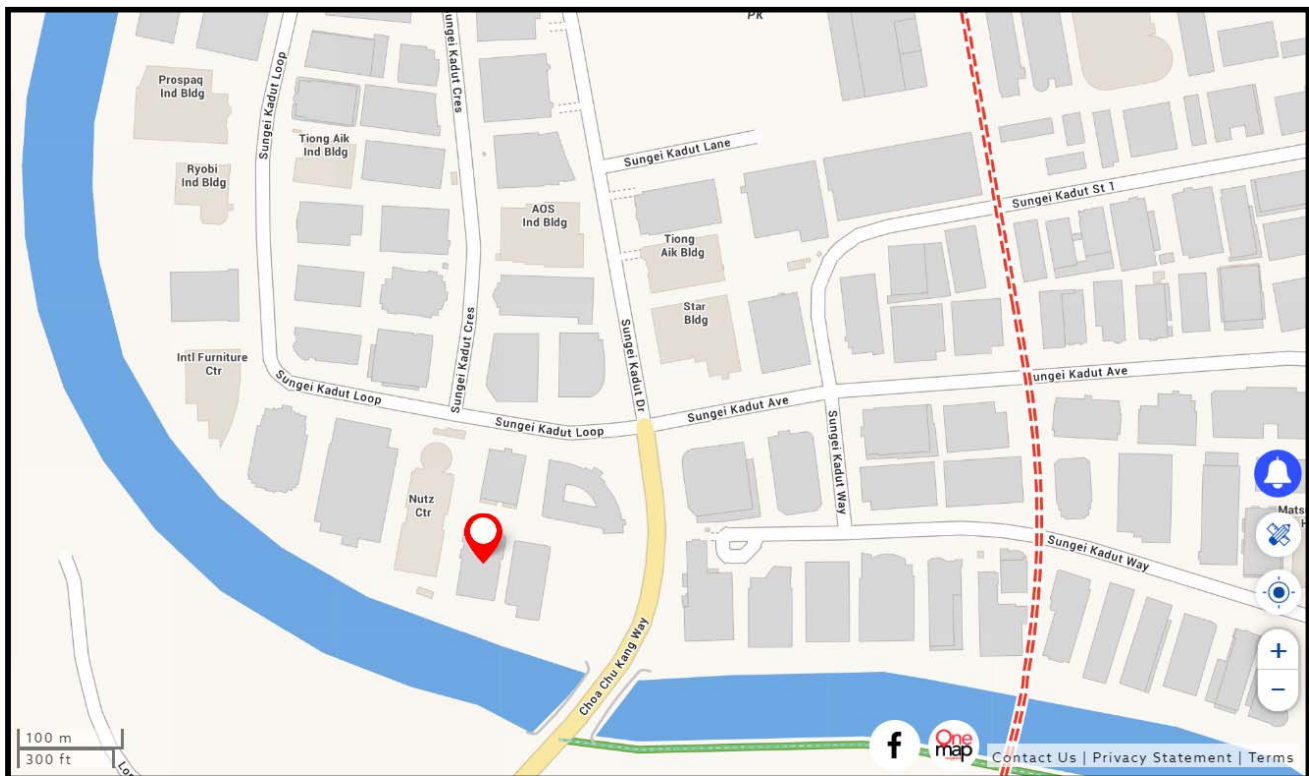 PK
Prospaq
Ind Bldg
Sungei Kadut Loop
Sungei Kadut Cres
Tiong Aik
Ind Bldg
Ryobi
Ind Bldg
Sungei Kadut Lane
Sungei Kadut St 1
AOS
Ind Bldg
Tiong
Aik Bldg
Star
Bldg
Sungei Kadut Dr
Sungei Kadut Cres
Intl Furniture
Ctr
Sungei Kadut Loop
Sungei Kadut Loop
Sungei Kadut Ave
ungei Kadut Ave
Sungei Kadut Way
Nutz
Ctr
Mats
H
Sungei Kadut Way
Choa Chu Kang Way
+
−
100 m
300 ft
Lor
f
One
map
Contact Us | Privacy Statement | Terms